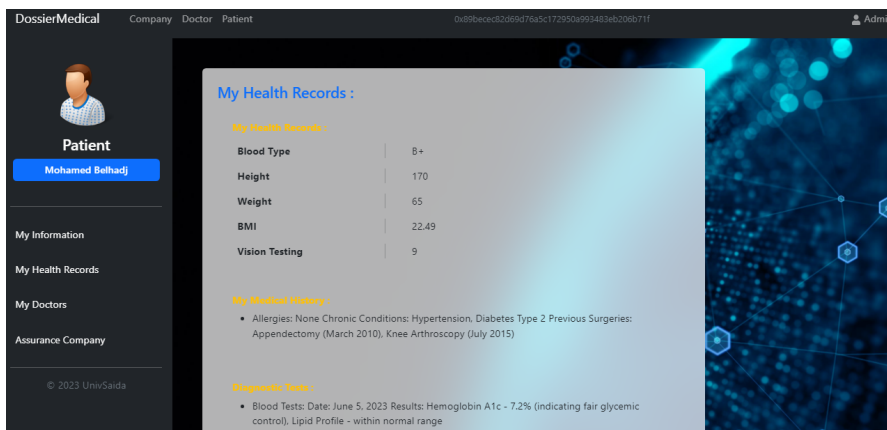 DossierMedical Company Doctor Patient 0x89becec82d69d76a5c172950a993483eb206b71f Admi
Patient
Mohamed Belhadj
My Information
My Health Records
My Doctors
Assurance Company
© 2023 UnivSaida
My Health Records :
My Health Records :
Blood Type B+
Height 170
Weight 65
BMI 22.49
Vision Testing 9
My Medical History :
• Allergies: None Chronic Conditions: Hypertension, Diabetes Type 2 Previous Surgeries:
Appendectomy (March 2010), Knee Arthroscopy (July 2015)
Diagnostic Tests :
• Blood Tests: Date: June 5, 2023 Results: Hemoglobin A1c - 7.2% (indicating fair glycemic
control), Lipid Profile - within normal range